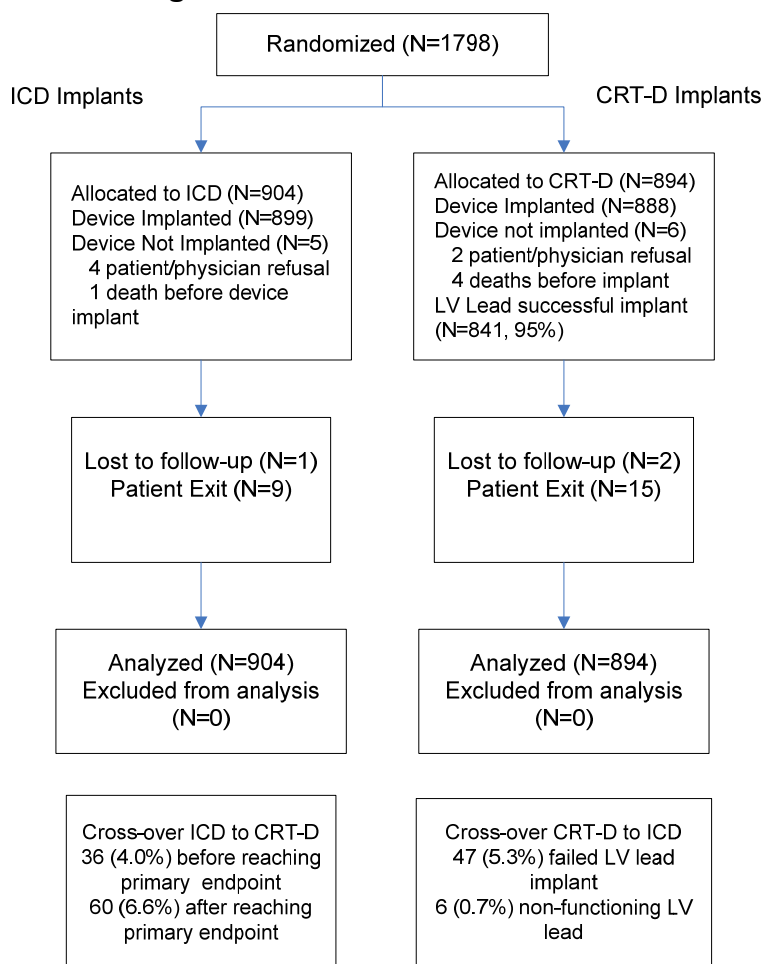 Randomized (N=1798)
ICD Implants
CRT-D Implants
Allocated to ICD (N=904)
Device Implanted (N=899)
Device Not Implanted (N=5)
4 patient/physician refusal
1 death before device
implant
Allocated to CRT-D (N=894)
Device Implanted (N=888)
Device not implanted (N=6)
2 patient/physician refusal
4 deaths before implant
LV Lead successful implant
(N=841, 95%)
Lost to follow-up (N=1)
Patient Exit (N=9)
Lost to follow-up (N=2)
Patient Exit (N=15)
Analyzed (N=904)
Excluded from analysis
(N=0)
Analyzed (N=894)
Excluded from analysis
(N=0)
Cross-over ICD to CRT-D
36 (4.0%) before reaching
primary endpoint
60 (6.6%) after reaching
primary endpoint
Cross-over CRT-D to ICD
47 (5.3%) failed LV lead
implant
6 (0.7%) non-functioning LV
lead